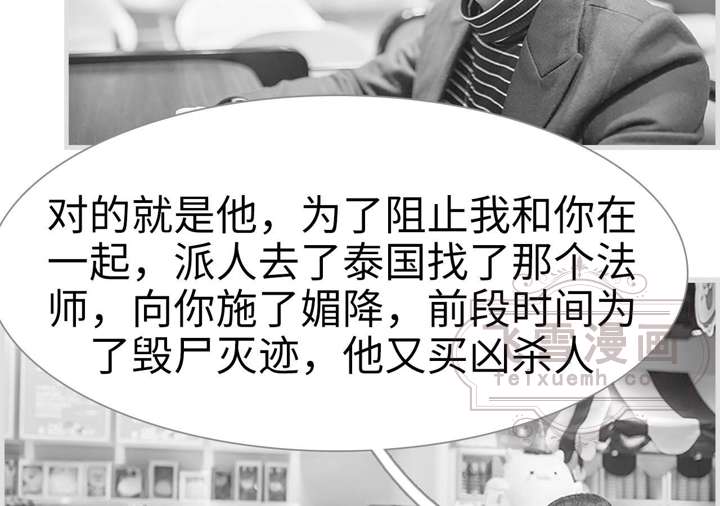 对的就是他，为了阻止我和你在
一起，派人去了泰国找了那个法
师，向你施了媚降，前段时间为
了毁尸灭迹，他又买凶杀人
飞雪漫画
feixuemh.co